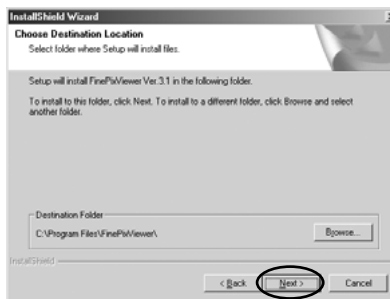 InstallShield Wizard
Choose Destination Location
Select folder where Setup will install files.
Setup will install FinePixViewer Ver.3.1 in the following folder.
To install to this folder, click Next. To install to a different folder, click Browse and select
another folder.
Destination Folder
C:\Program Files\FinePixViewer\
Browse...
InstallShield
< Back
Next >
Cancel